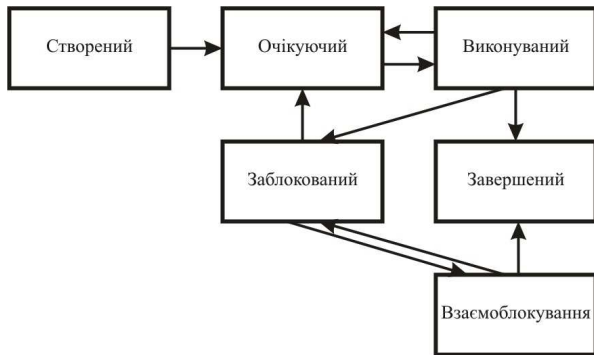 Створений
Очікуючий
Виконуваний
Заблокований
Завершений
Взаємоблокування